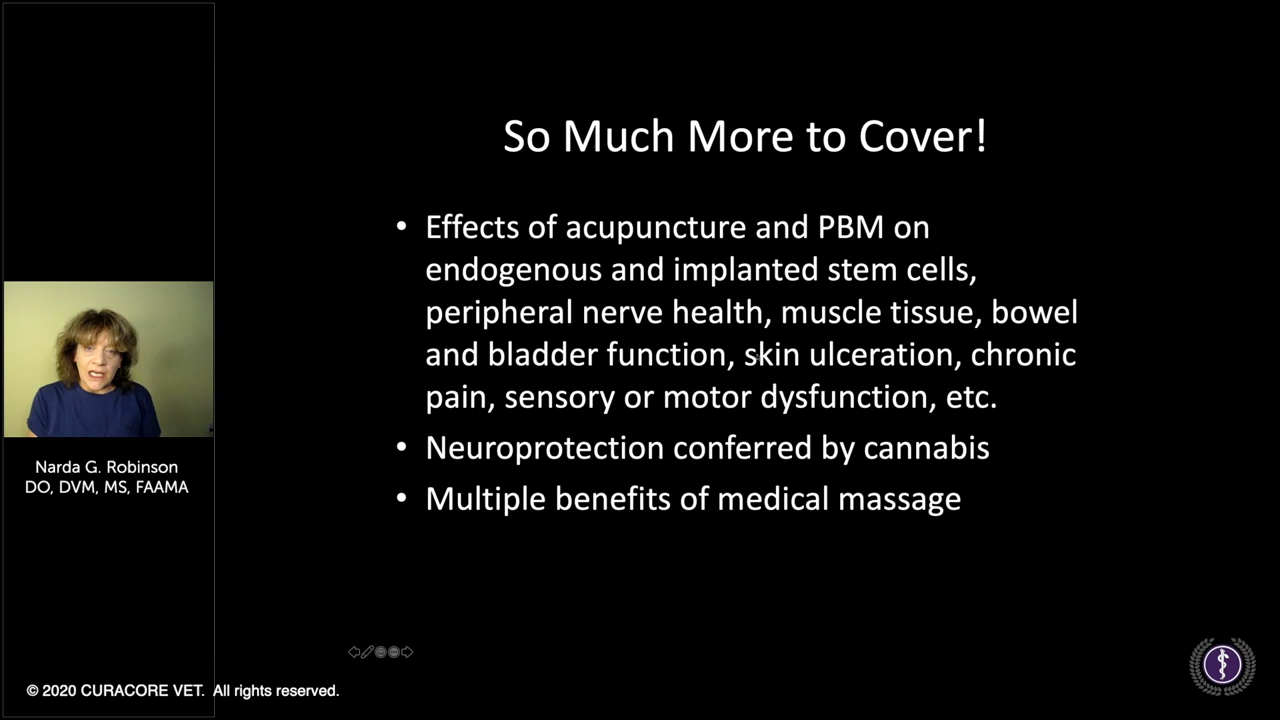 So Much More to Cover!
• Effects of acupuncture and PBM on
endogenous and implanted stem cells,
peripheral nerve health, muscle tissue, bowel
and bladder function, skin ulceration, chronic
pain, sensory or motor dysfunction, etc.
• Neuroprotection conferred by cannabis
• Multiple benefits of medical massage
Narda G. Robinson
DO, DVM, MS, FAAMA
© 2020 CURACORE VET. All rights reserved.